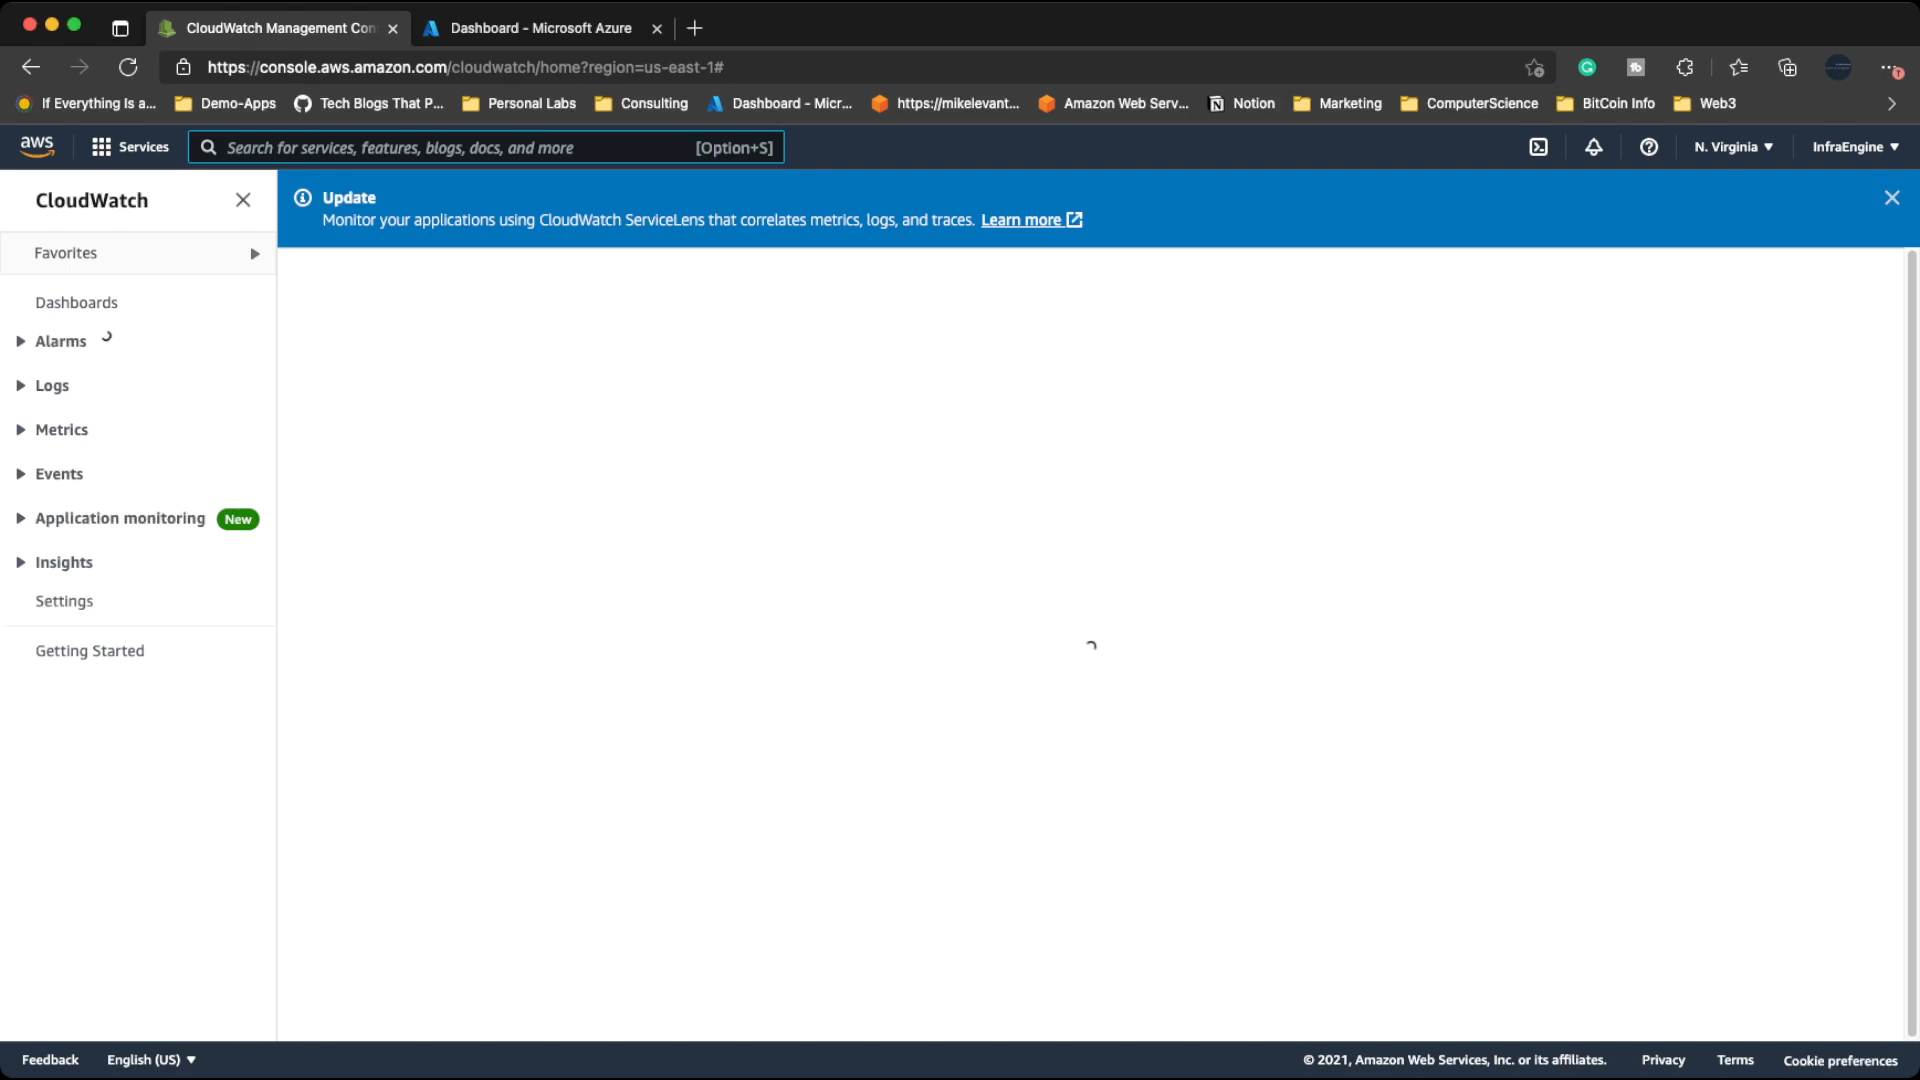 CloudWatch Management Con
Dashboard - Microsoft Azure
https://console.aws.amazon.com/cloudwatch/home?region=us-east-1#
If Everything Is a...
Demo-Apps
Tech Blogs That P...
Personal Labs
Consulting
Dashboard - Micr...
https://mikelevant...
Amazon Web Serv...
Notion
Marketing
ComputerScience
BitCoin Info
Web3
aws
Services
Search for services, features, blogs, docs, and more
[Option+S]
N. Virginia
InfraEngine
CloudWatch
Update
Monitor your applications using CloudWatch ServiceLens that correlates metrics, logs, and traces. Learn more
Favorites
Dashboards
Alarms
Logs
Metrics
Events
Application monitoring New
Insights
Settings
Getting Started
Feedback
English (US)
© 2021, Amazon Web Services, Inc. or its affiliates.
Privacy
Terms
Cookie preferences